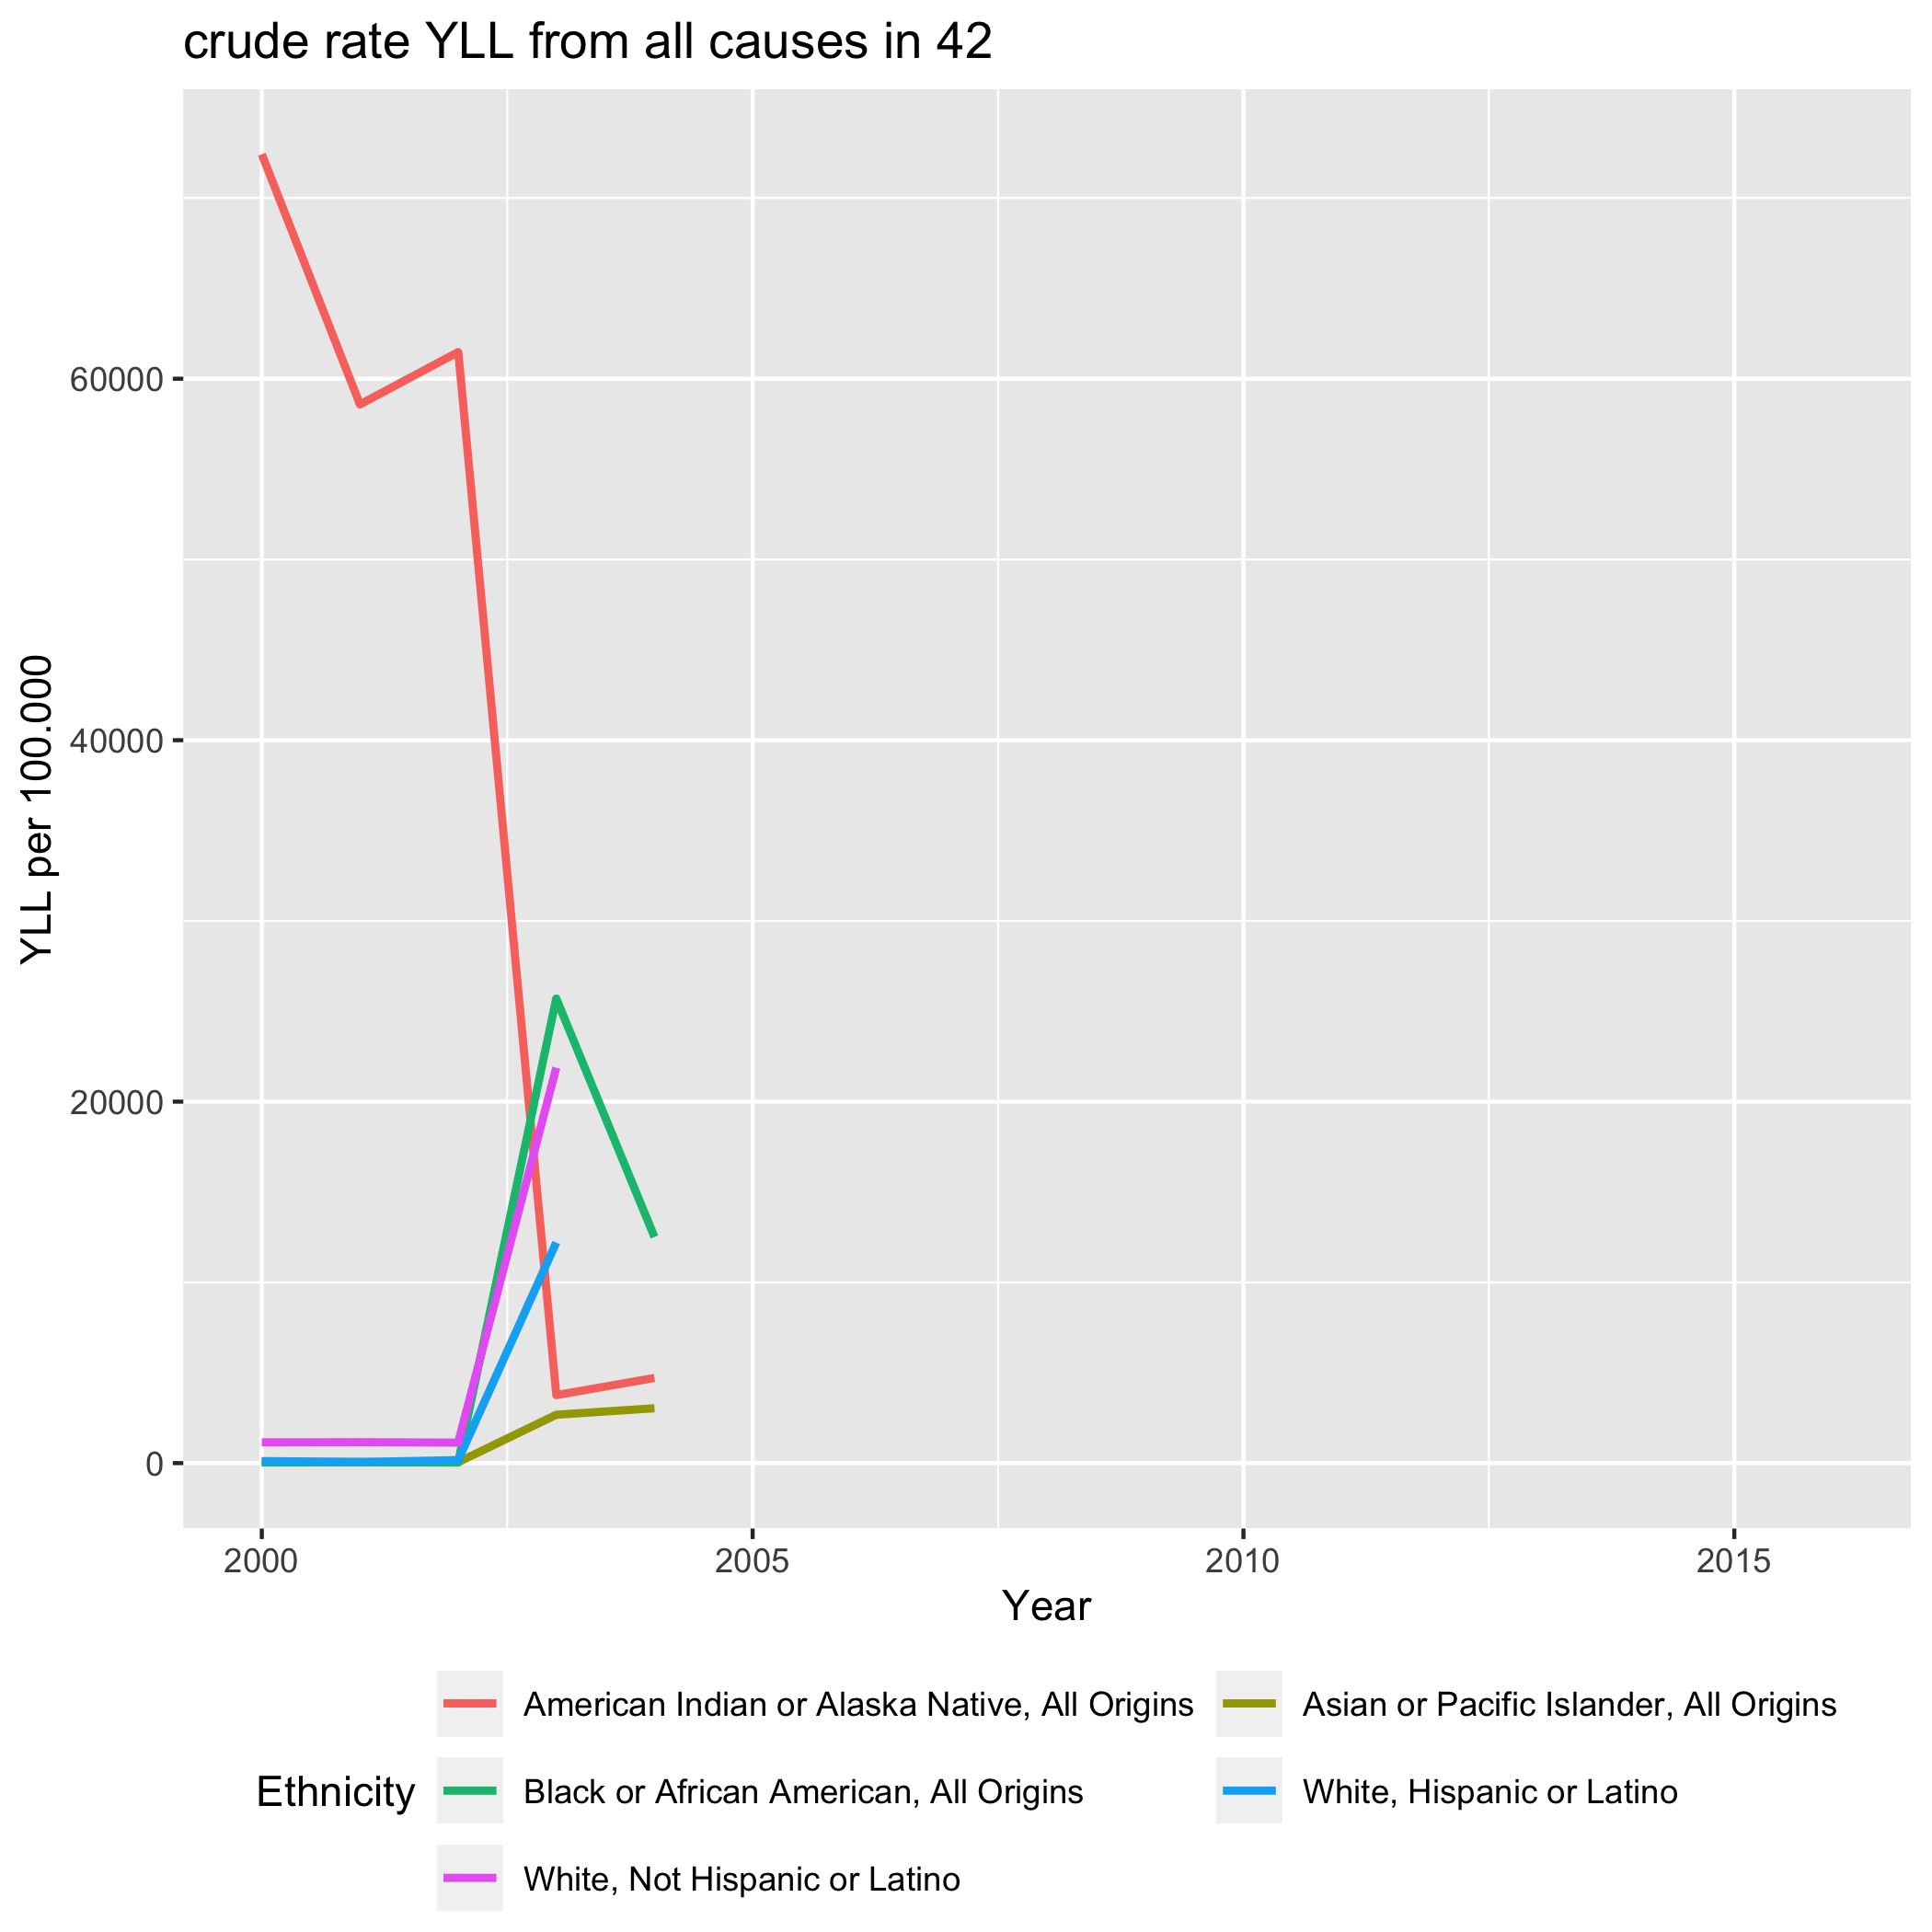 crude rate YLL from all causes in 42
YLL per 100.000
60000
40000
20000
0
2000 2005 2010 2015
Year
Ethnicity
American Indian or Alaska Native, All Origins
Asian or Pacific Islander, All Origins
Black or African American, All Origins
White, Hispanic or Latino
White, Not Hispanic or Latino